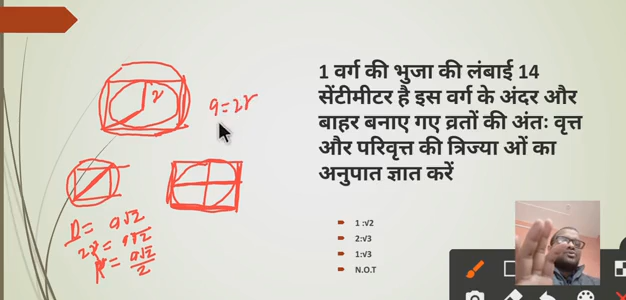 1 वर्ग की भुजा की लंबाई 14
सेंटीमीटर है इस वर्ग के अंदर और
बाहर बनाए गए व्रतों की अंतः वृत्त
और परिवृत्त की त्रिज्या ओं का
अनुपात ज्ञात करें
1 :√2
2:√3
1:√3
N.O.T
r
a=2r
D = a√2
2r = a√2
r = a√2
2